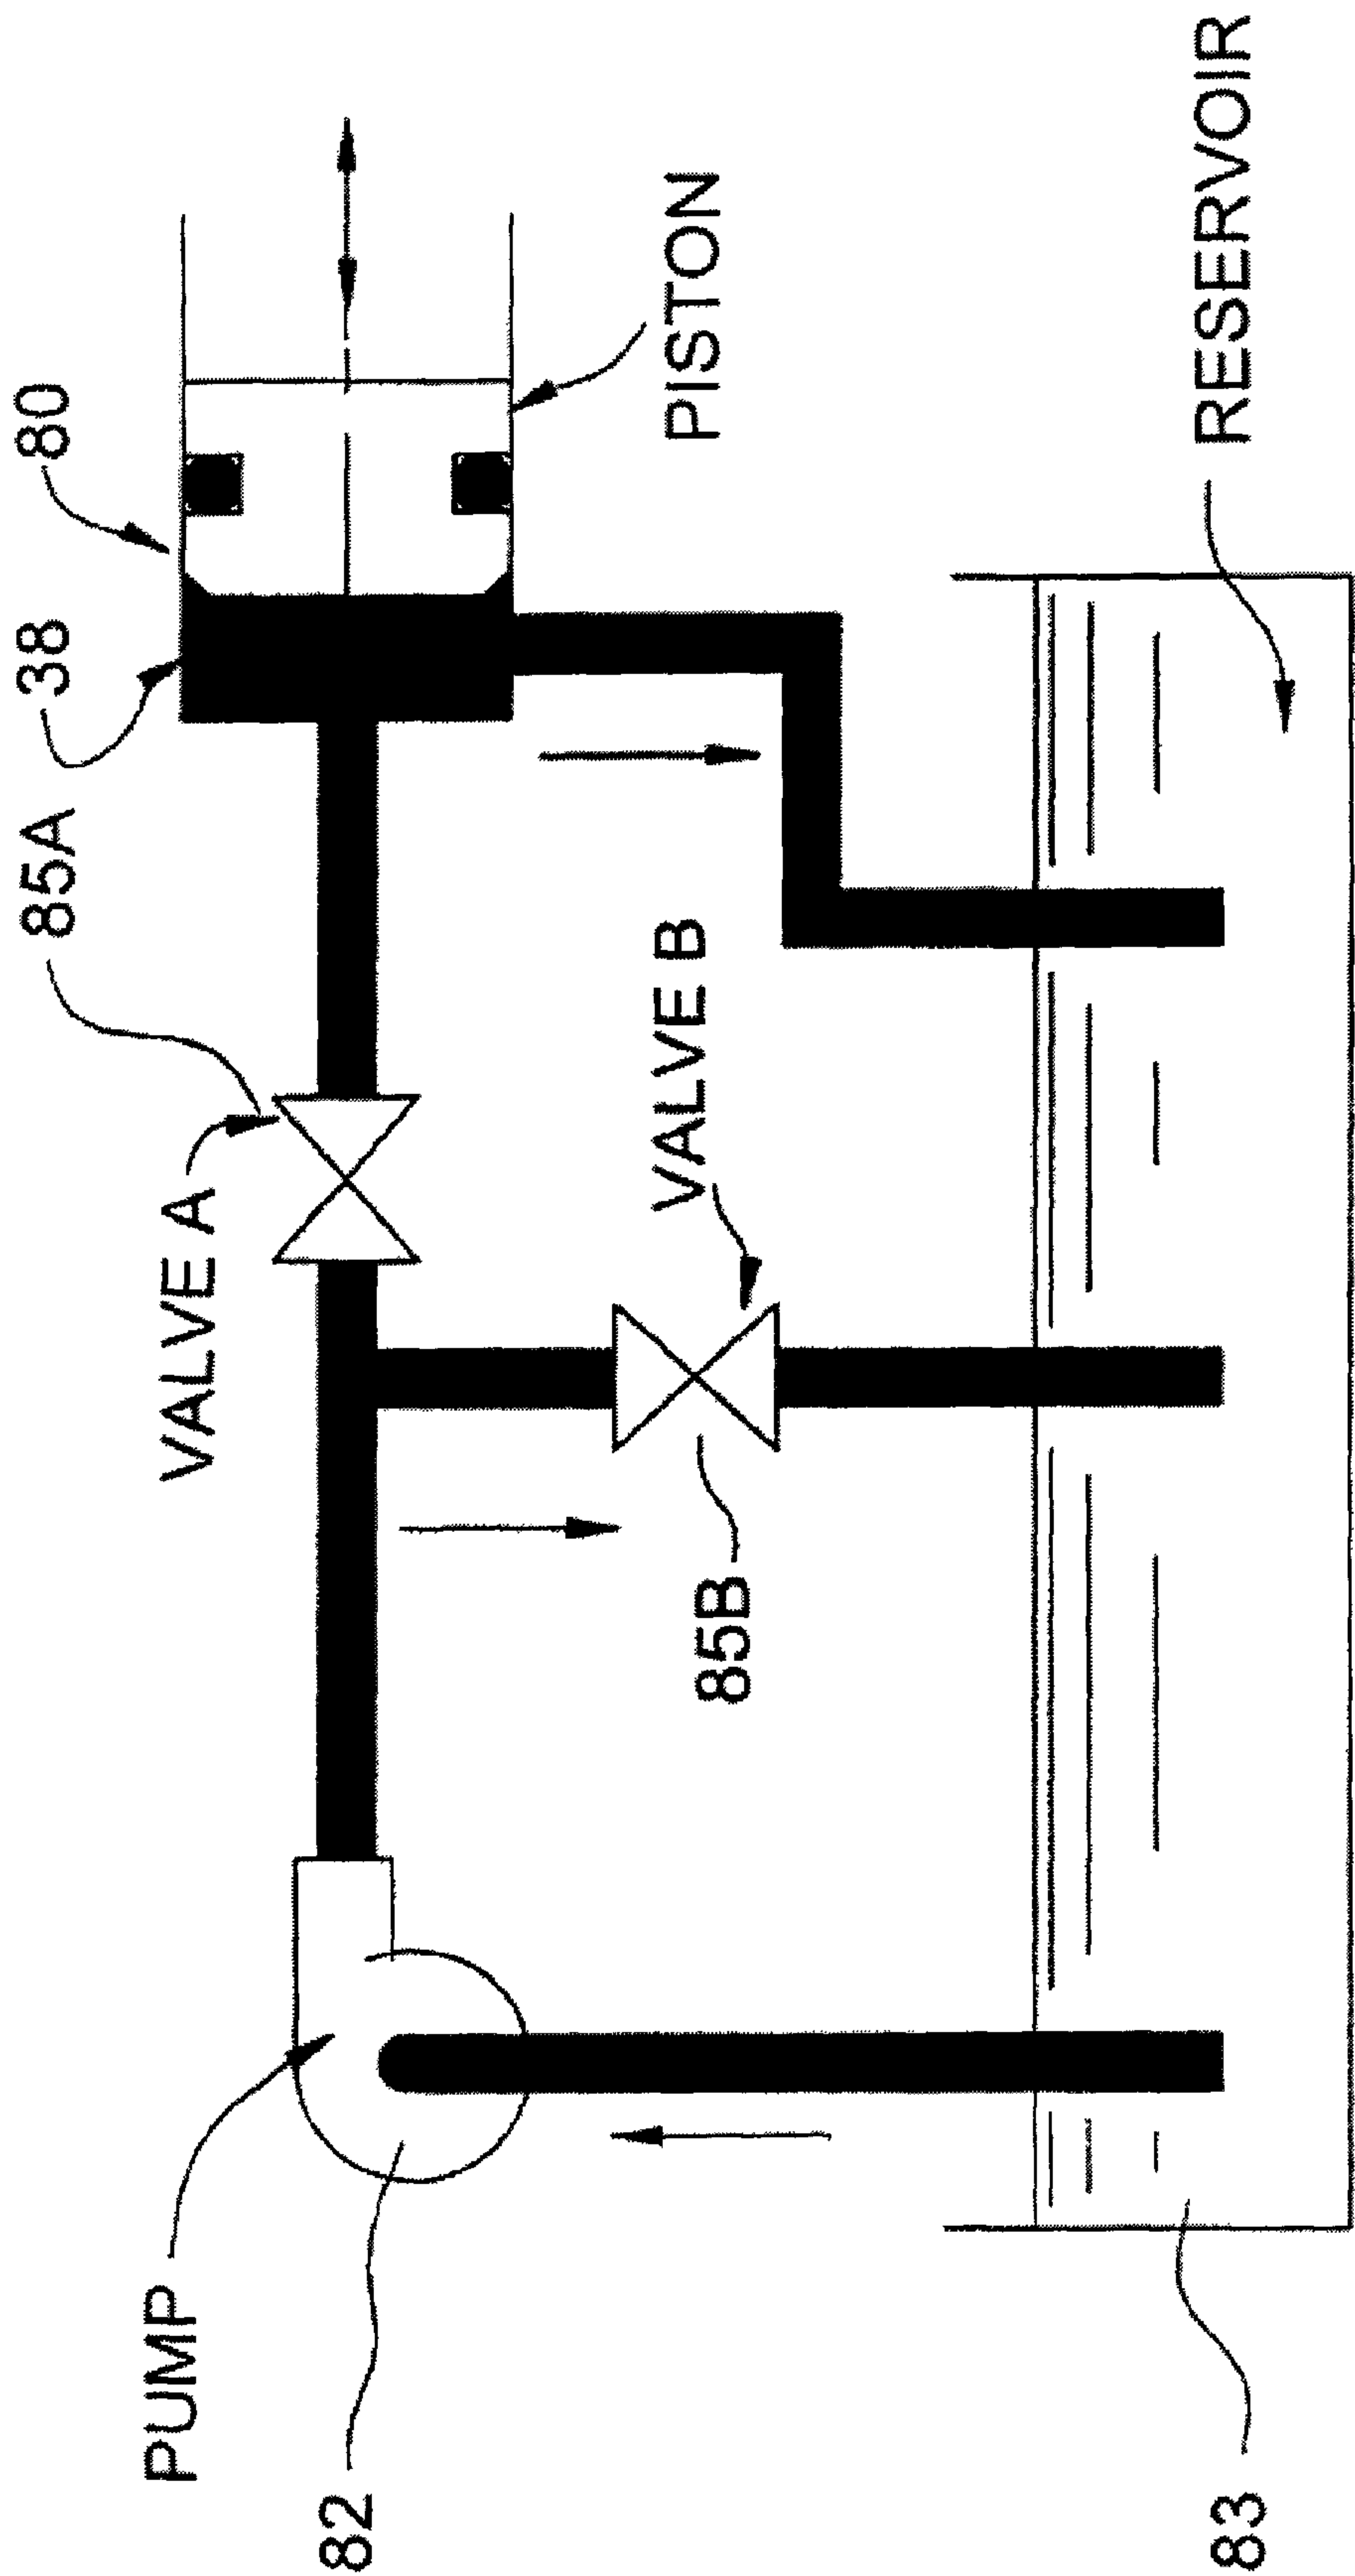 PUMP
82
VALVE A
85A
38
80
PISTON
VALVE B
85B
RESERVOIR
83